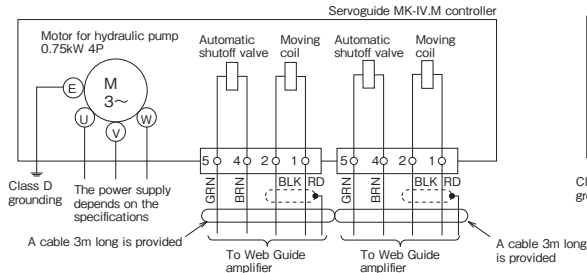 Servoguide MK-IV.M controller
Motor for hydraulic pump
0.75kW 4P
Automatic
shutoff valve
Moving
coil
Automatic
shutoff valve
Moving
coil
E
M
3～
U
V
W
5 4 2 1
5 4 2 1
GRN BRN BLK RD
GRN BRN BLK RD
Class D
grounding
The power supply
depends on the
specifications
A cable 3m long is provided
To Web Guide
amplifier
To Web Guide
amplifier
A cable 3m long
is provided